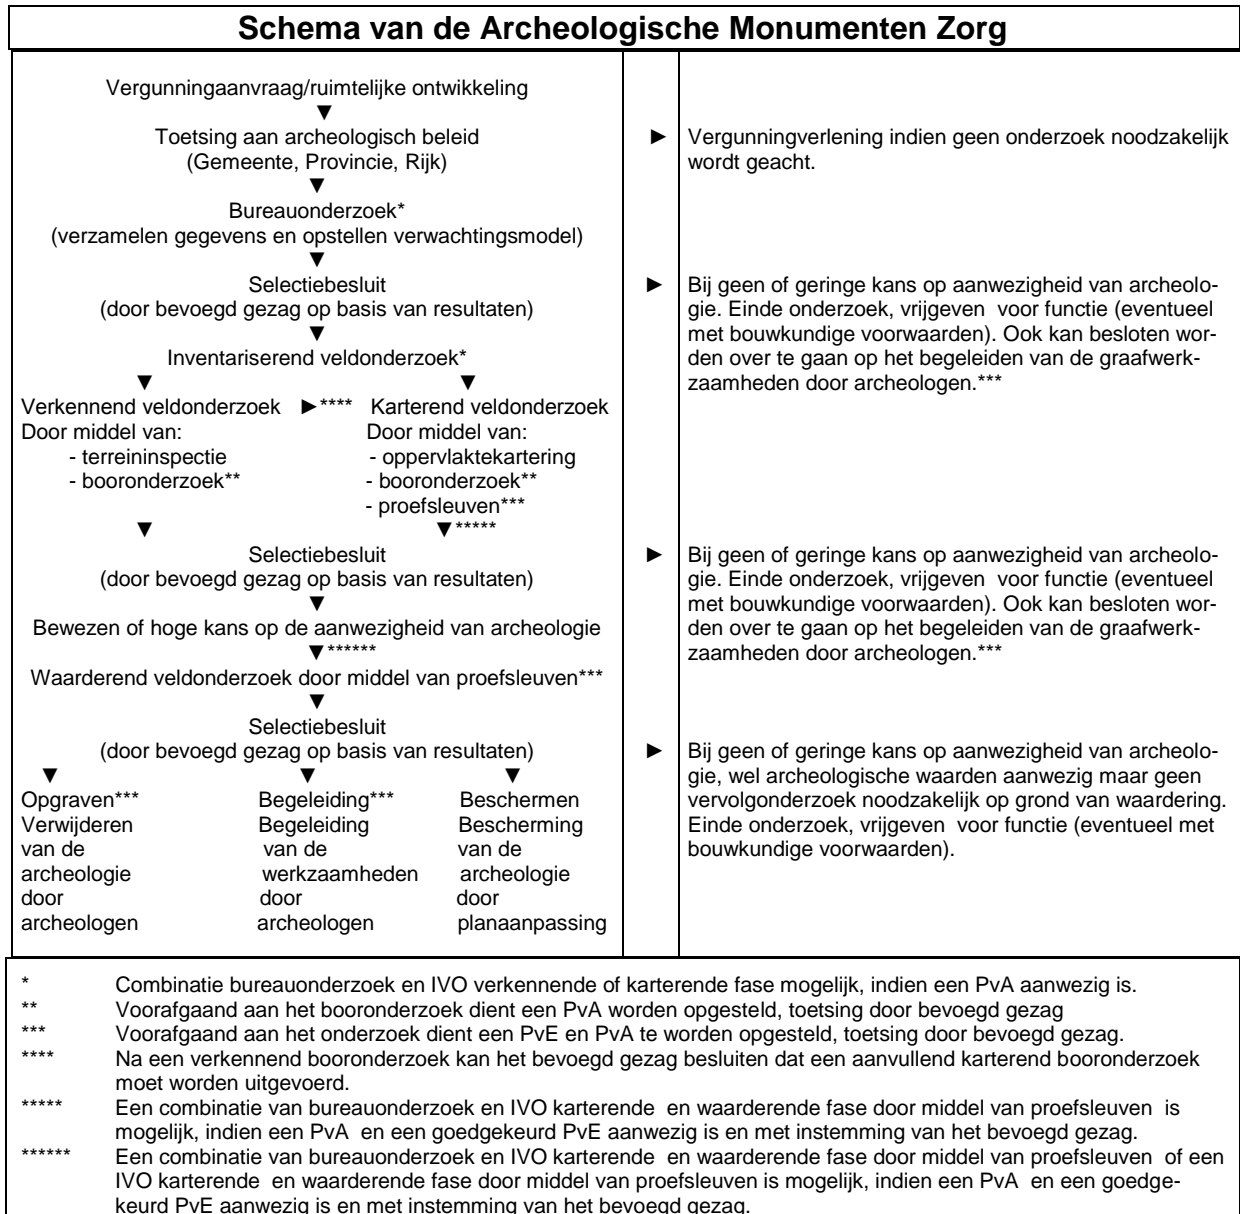 Schema van de Archeologische Monumenten Zorg
Vergunningaanvraag/ruimtelijke ontwikkeling
▼
Toetsing aan archeologisch beleid
(Gemeente, Provincie, Rijk)
► Vergunningverlening indien geen onderzoek noodzakelijk
wordt geacht.
▼
Bureauonderzoek*
(verzamelen gegevens en opstellen verwachtingsmodel)
▼
Selectiebesluit
(door bevoegd gezag op basis van resultaten)
► Bij geen of geringe kans op aanwezigheid van archeolo-
gie. Einde onderzoek, vrijgeven voor functie (eventueel
met bouwkundige voorwaarden). Ook kan besloten wor-
den over te gaan op het begeleiden van de graafwerk-
zaamheden door archeologen.***
▼
Inventariserend veldonderzoek*
▼ ▼
Verkennend veldonderzoek ►**** Karterend veldonderzoek
Door middel van: Door middel van:
- terreininspectie - oppervlaktekartering
- booronderzoek** - booronderzoek**
- proefsleuven***
▼ ▼*****
Selectiebesluit
(door bevoegd gezag op basis van resultaten)
► Bij geen of geringe kans op aanwezigheid van archeolo-
gie. Einde onderzoek, vrijgeven voor functie (eventueel
met bouwkundige voorwaarden). Ook kan besloten wor-
den over te gaan op het begeleiden van de graafwerk-
zaamheden door archeologen.***
▼
Bewezen of hoge kans op de aanwezigheid van archeologie
▼******
Waarderend veldonderzoek door middel van proefsleuven***
▼
Selectiebesluit
(door bevoegd gezag op basis van resultaten)
► Bij geen of geringe kans op aanwezigheid van archeolo-
gie, wel archeologische waarden aanwezig maar geen
vervolgonderzoek noodzakelijk op grond van waardering.
Einde onderzoek, vrijgeven voor functie (eventueel met
bouwkundige voorwaarden).
▼ ▼ ▼
Opgraven*** Begeleiding*** Beschermen
Verwijderen Begeleiding Bescherming
van de van de van de
archeologie werkzaamheden archeologie
door door door
archeologen archeologen planaanpassing
* Combinatie bureauonderzoek en IVO verkennende of karterende fase mogelijk, indien een PvA aanwezig is.
** Voorafgaand aan het booronderzoek dient een PvA worden opgesteld, toetsing door bevoegd gezag
*** Voorafgaand aan het onderzoek dient een PvE en PvA te worden opgesteld, toetsing door bevoegd gezag.
**** Na een verkennend booronderzoek kan het bevoegd gezag besluiten dat een aanvullend karterend booronderzoek
moet worden uitgevoerd.
***** Een combinatie van bureauonderzoek en IVO karterende en waarderende fase door middel van proefsleuven is
mogelijk, indien een PvA en een goedgekeurd PvE aanwezig is en met instemming van het bevoegd gezag.
****** Een combinatie van bureauonderzoek en IVO karterende en waarderende fase door middel van proefsleuven of een
IVO karterende en waarderende fase door middel van proefsleuven is mogelijk, indien een PvA en een goedge-
keurd PvE aanwezig is en met instemming van het bevoegd gezag.